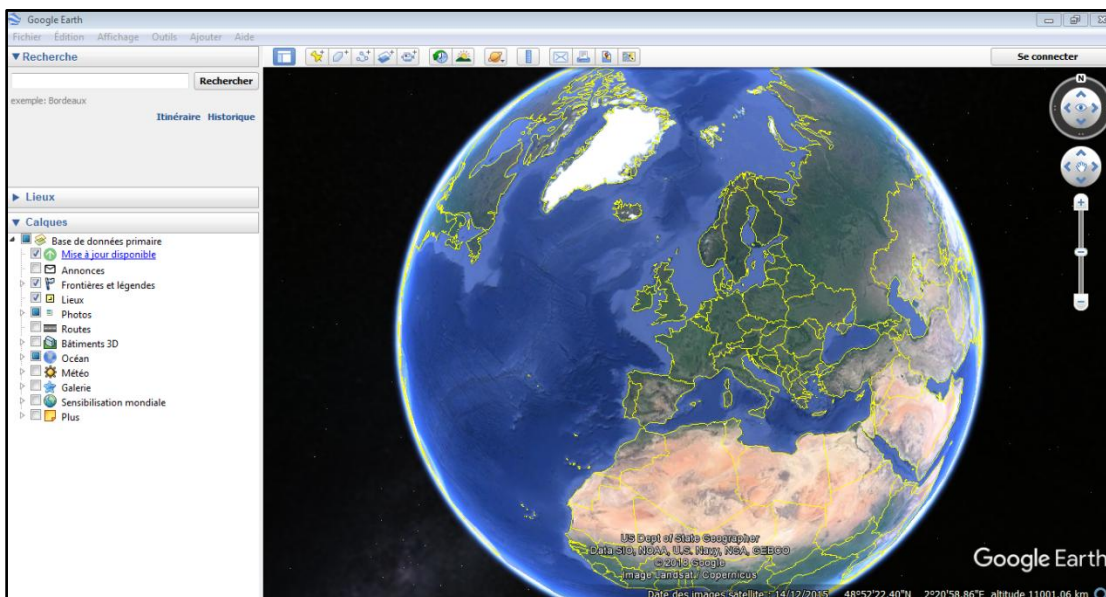 Google Earth
Fichier Édition Affichage Outils Ajouter Aide
Recherche
Rechercher
exemple: Bordeaux
Itinéraire Historique
Lieux
Calques
Base de données primaire
Mise à jour disponible
Annonces
Frontières et légendes
Lieux
Photos
Routes
Bâtiments 3D
Océan
Météo
Galerie
Sensibilisation mondiale
Plus
Se connecter
N
US Dept of State Geographer
Data SIO, NOAA, U.S. Navy, NGA, GEBCO
© 2018 Google
Image Landsat / Copernicus
Google Earth
Date des images satellite : 14/12/2015 48°52'22.40" N 2°20'58.86" E altitude 11001.06 km